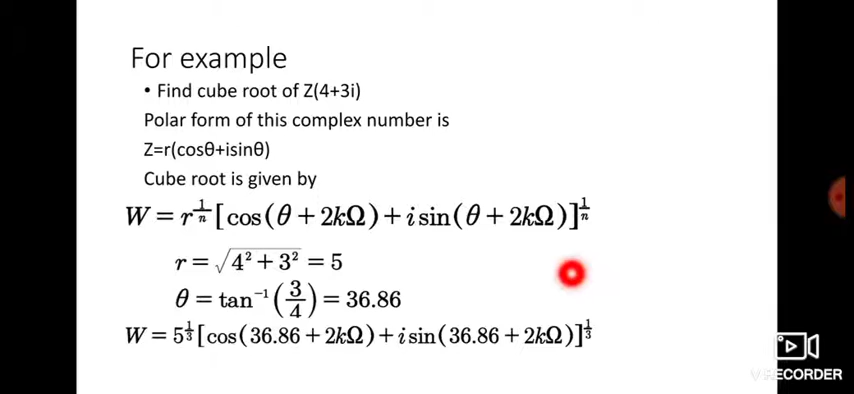 For example
• Find cube root of Z(4+3i)
Polar form of this complex number is
Z=r(cosθ+isinθ)
Cube root is given by
W = r^{1/n}[cos(θ + 2kΩ) + i sin(θ + 2kΩ)]^{1/n}
r = √(4² + 3²) = 5
θ = tan⁻¹(3/4) = 36.86
W = 5^{1/3}[cos(36.86 + 2kΩ) + i sin(36.86 + 2kΩ)]^{1/3}
V RECORDER